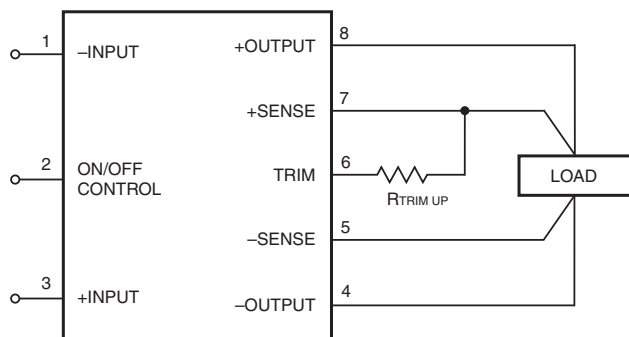 1
–INPUT
2
ON/OFF
CONTROL
3
+INPUT
+OUTPUT
8
+SENSE
7
TRIM
6
RTRIM UP
–SENSE
5
–OUTPUT
4
LOAD